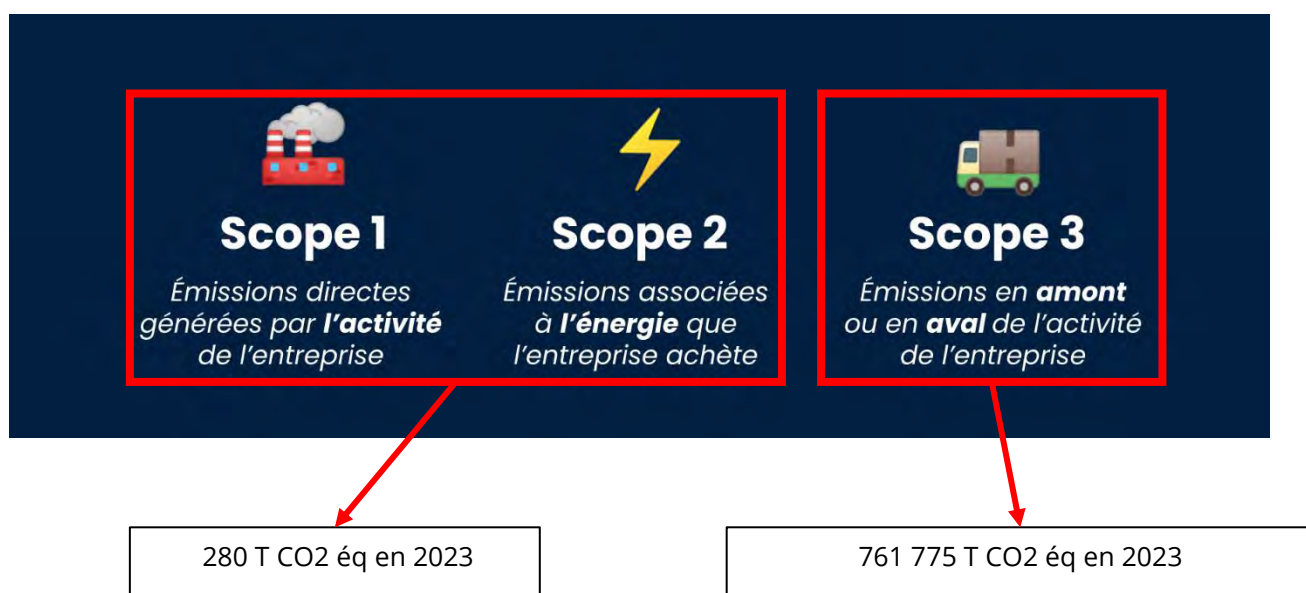 Scope 1
Émissions directes
générées par l'activité
de l'entreprise
Scope 2
Émissions associées
à l'énergie que
l'entreprise achète
Scope 3
Émissions en amont
ou en aval de l'activité
de l'entreprise
280 T CO2 éq en 2023
761 775 T CO2 éq en 2023